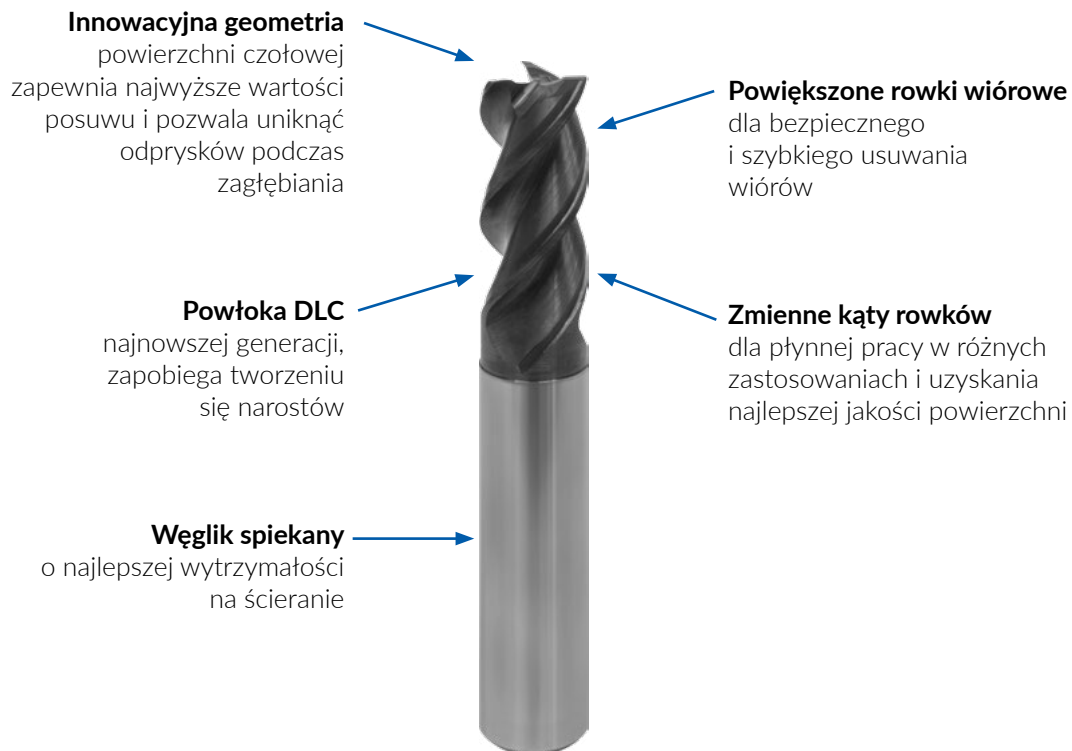 Innowacyjna geometria
powierzchni czołowej
zapewnia najwyższe wartości
posuwu i pozwala uniknąć
odprysków podczas
zagłębiania
Powiększone rowki wiórowe
dla bezpiecznego
i szybkiego usuwania
wiórów
Powłoka DLC
najnowszej generacji,
zapobiega tworzeniu
się narostów
Zmienne kąty rowków
dla płynnej pracy w różnych
zastosowaniach i uzyskania
najlepszej jakości powierzchni
Węglik spiekany
o najlepszej wytrzymałości
na ścieranie